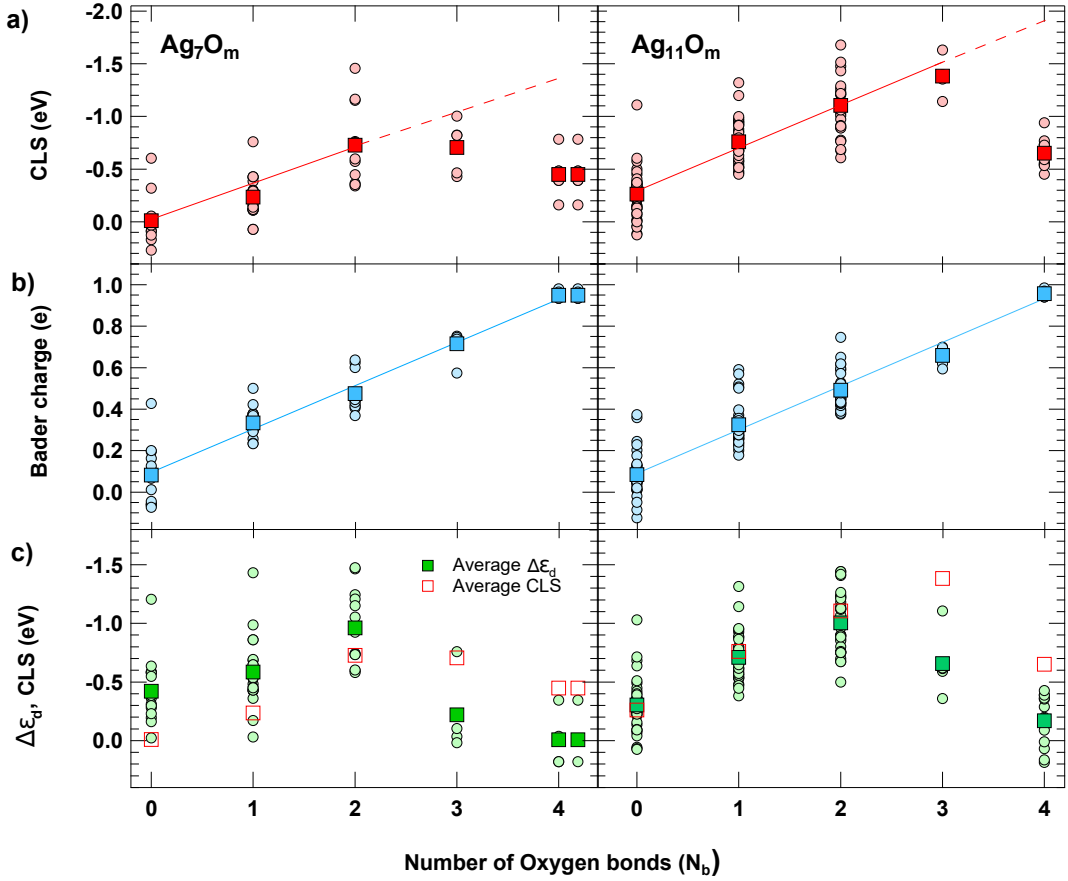 a)
Ag7Om
Ag11Om
CLS (eV)
-2.0
-1.5
-1.0
-0.5
0.0
b)
Bader charge (e)
1.0
0.8
0.6
0.4
0.2
0.0
c)
Average Δεd
Average CLS
Δεd, CLS (eV)
-1.5
-1.0
-0.5
0.0
0 1 2 3 4 0 1 2 3 4
Number of Oxygen bonds (Nb)